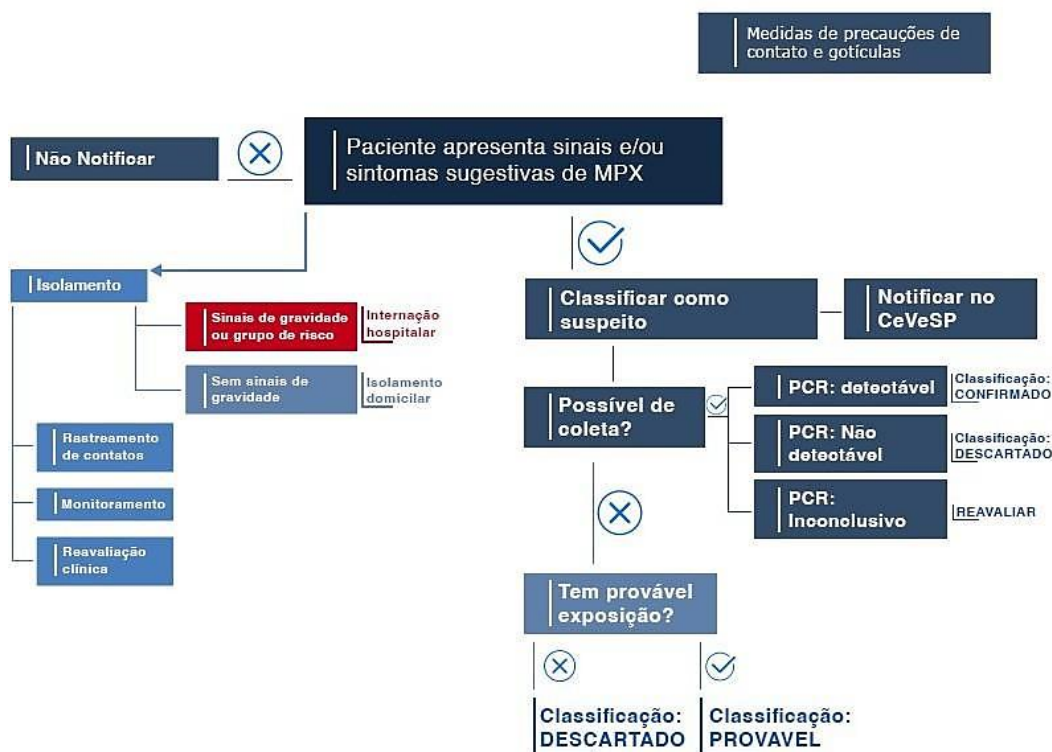 Medidas de precauções de
contato e gotículas
Não Notificar
Paciente apresenta sinais e/ou
sintomas sugestivas de MPX
Isolamento
Sinais de gravidade
ou grupo de risco
Internação
hospitalar
Sem sinais de
gravidade
Isolamento
domicilar
Rastreamento
de contatos
Monitoramento
Reavaliação
clínica
Classificar como
suspeito
Notificar no
CeVeSP
Possível de
coleta?
PCR: detectável
Classificação:
CONFIRMADO
PCR: Não
detectável
Classificação:
DESCARTADO
PCR:
Inconclusivo
REAVALIAR
Tem provável
exposição?
Classificação:
DESCARTADO
Classificação:
PROVAVEL